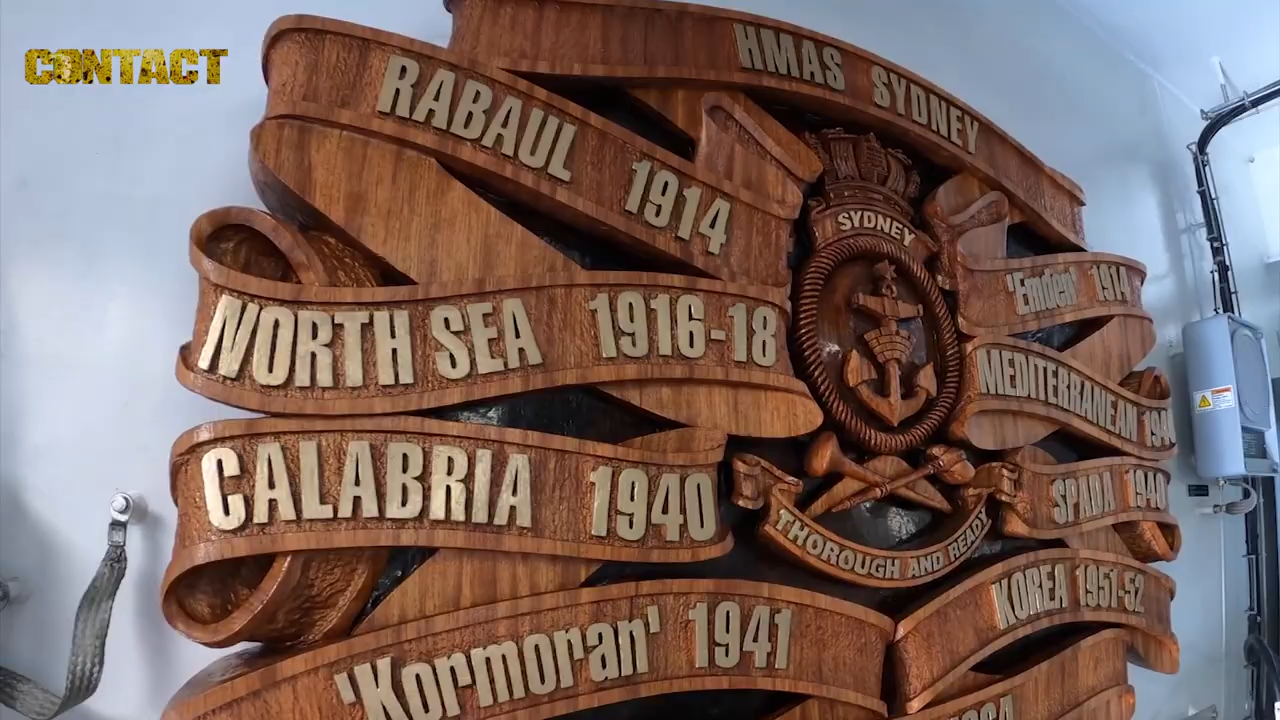 CONTACT
HMAS SYDNEY
RABAUL 1914
SYDNEY
'Emden' 1914
NORTH SEA 1916-18
MEDITERRANEAN 1940
CALABRIA 1940
SPADA 1940
THOROUGH AND READY
KOREA 1951-52
'Kormoran' 1941